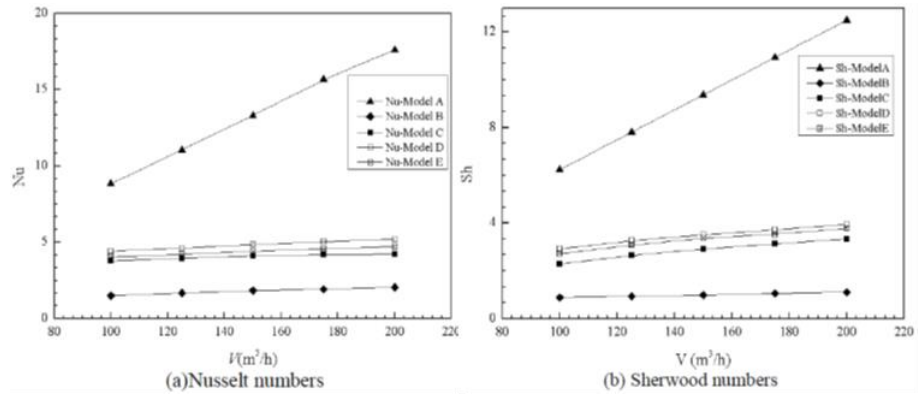 20
15
10
5
0
Nu
Nu-Model A
Nu-Model B
Nu-Model C
Nu-Model D
Nu-Model E
80 100 120 140 160 180 200 220
V(m³/h)
(a)Nusselt numbers
12
8
4
0
Sh
Sh-ModelA
Sh-ModelB
Sh-ModelC
Sh-ModelD
Sh-ModelE
80 100 120 140 160 180 200 220
V (m³/h)
(b) Sherwood numbers